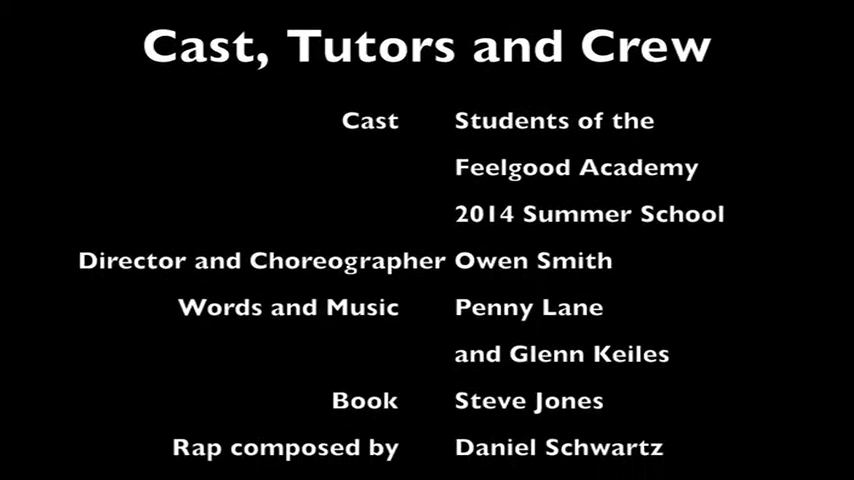 Cast, Tutors and Crew
Cast Students of the
Feelgood Academy
2014 Summer School
Director and Choreographer Owen Smith
Words and Music Penny Lane
and Glenn Keiles
Book Steve Jones
Rap composed by Daniel Schwartz